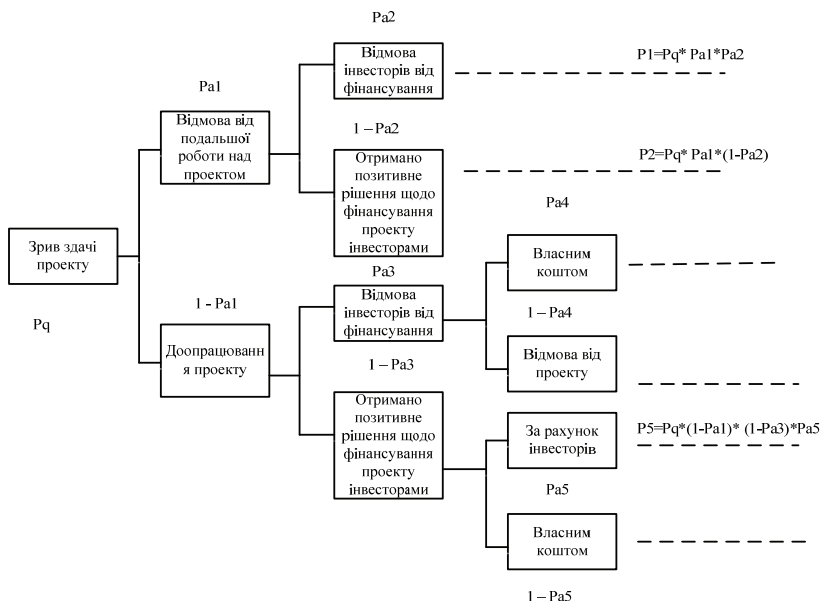 Pa2
Відмова
інвесторів від
фінансування
P1=Pq* Pa1*Pa2
Pa1
Відмова від
подальшої
роботи над
проектом
1 – Pa2
Отримано
позитивне
рішення щодо
фінансування
проекту
інвесторами
P2=Pq* Pa1*(1-Pa2)
Зрив здачі
проекту
Pq
Pa4
Власним
коштом
Pa3
Відмова
інвесторів від
фінансування
1 - Pa1
Доопрацюванн
я проекту
1 – Pa4
Відмова від
проекту
1 – Pa3
Отримано
позитивне
рішення щодо
фінансування
проекту
інвесторами
За рахунок
інвесторів
P5=Pq*(1-Pa1)* (1-Pa3)*Pa5
Pa5
Власним
коштом
1 – Pa5